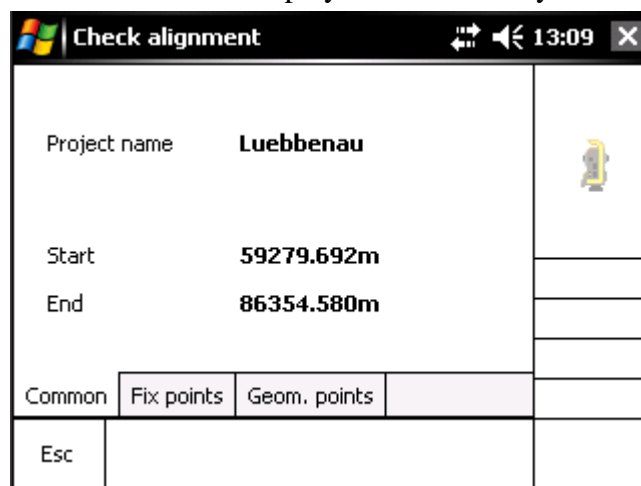 Check alignment 13:09
Project name Luebbenau
Start 59279.692m
End 86354.580m
Common Fix points Geom. points
Esc